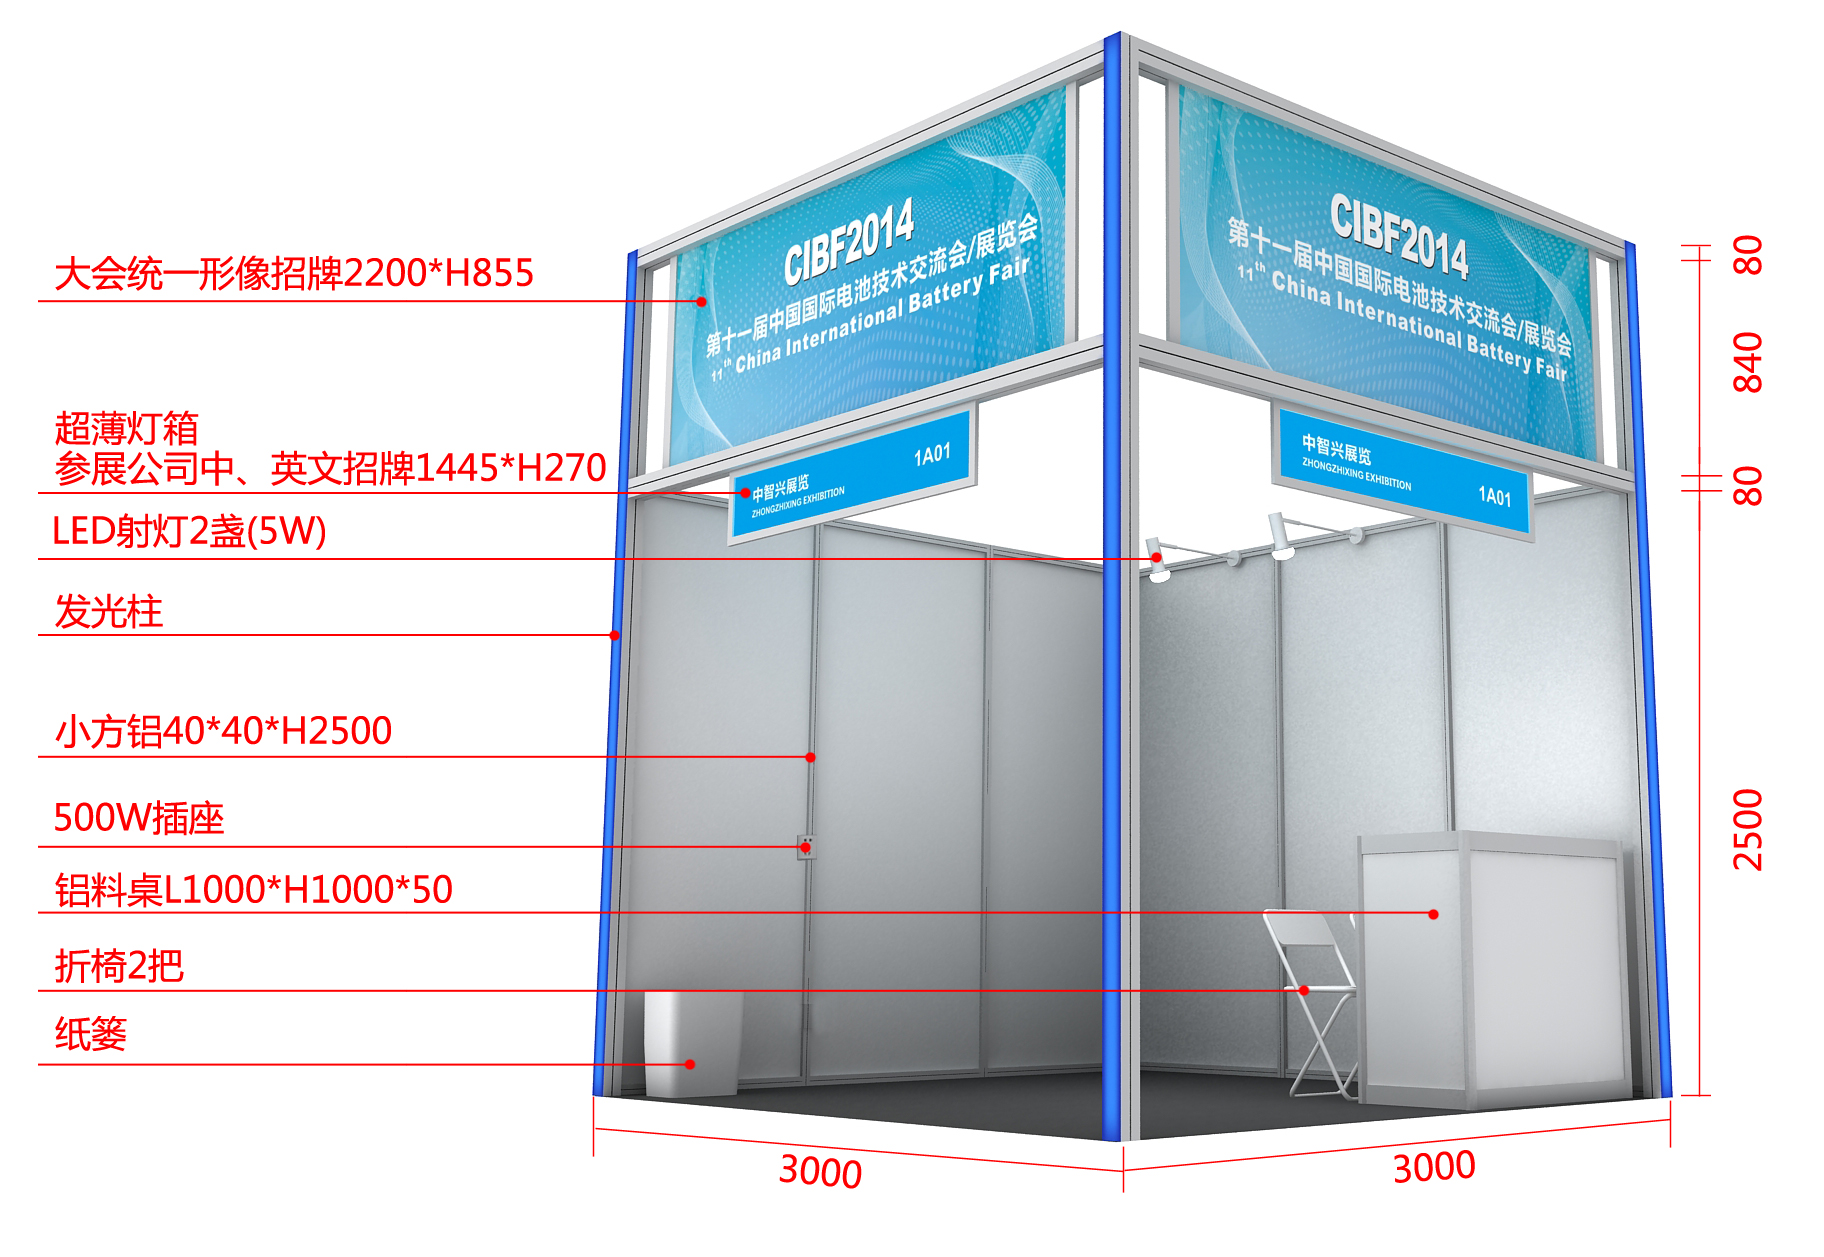 大会统一形像招牌2200*H855
超薄灯箱
参展公司中、英文招牌1445*H270
LED射灯2盏(5W)
发光柱
小方铝40*40*H2500
500W插座
铝料桌L1000*H1000*50
折椅2把
纸篓
CIBF2014
第十一届中国国际电池技术交流会/展览会
11th China International Battery Fair
中智兴展览
ZHONGZHIXING EXHIBITION
1A01
CIBF2014
第十一届中国国际电池技术交流会/展览会
11th China International Battery Fair
中智兴展览
ZHONGZHIXING EXHIBITION
1A01
80
840
80
2500
3000
3000